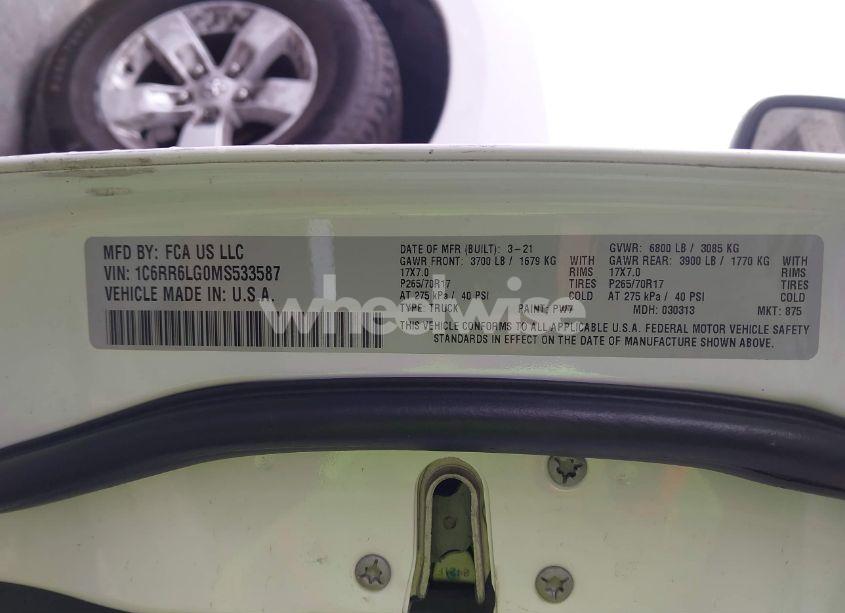 MFD BY: FCA US LLC
VIN: 1C6RR6LG0MS533587
VEHICLE MADE IN: U.S.A.
DATE OF MFR (BUILT): 3-21
GAWR FRONT: 3700 LB / 1679 KG WITH
17X7.0 RIMS
P265/70R17 TIRES
AT 275 kPa / 40 PSI COLD
TYPE: TRUCK PAINT: PW7
GVWR: 6800 LB / 3085 KG
GAWR REAR: 3900 LB / 1770 KG WITH
17X7.0 RIMS
P265/70R17 TIRES
AT 275 kPa / 40 PSI COLD
MDH: 030313 MKT: 875
THIS VEHICLE CONFORMS TO ALL APPLICABLE U.S.A. FEDERAL MOTOR VEHICLE SAFETY
STANDARDS IN EFFECT ON THE DATE OF MANUFACTURE SHOWN ABOVE.
wheelwise